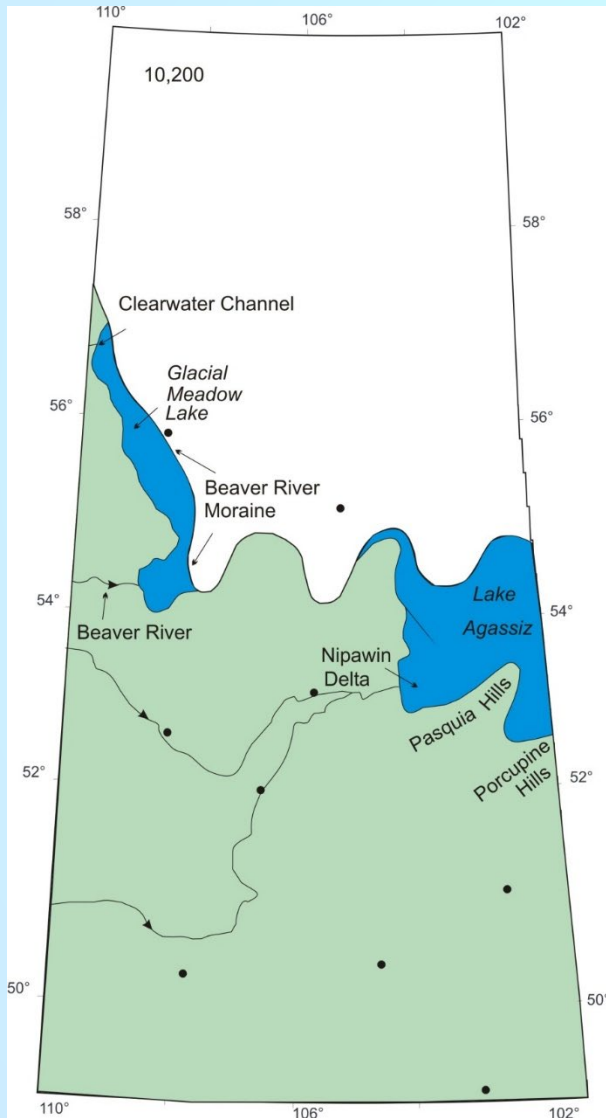 110°
106°
102°
10,200
58°
58°
Clearwater Channel
Glacial
Meadow
Lake
56°
56°
Beaver River
Moraine
54°
54°
Beaver River
Lake
Agassiz
Nipawin
Delta
Pasquia Hills
Porcupine
Hills
52°
52°
50°
50°
110°
106°
102°